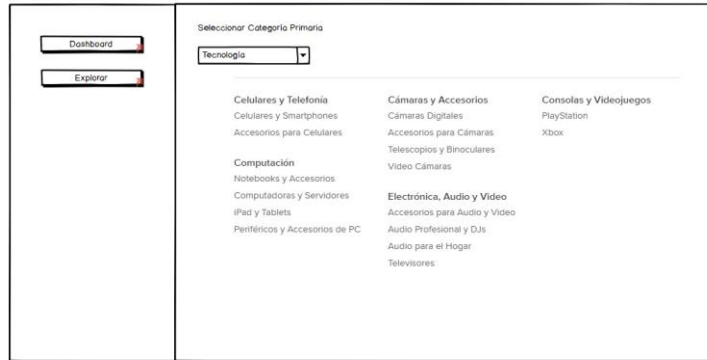 Dashboard
Explorar
Seleccionar Categoría Primaria
Tecnología
Celulares y Telefonía
Celulares y Smartphones
Accesorios para Celulares
Computación
Notebooks y Accesorios
Computadoras y Servidores
iPad y Tablets
Periféricos y Accesorios de PC
Cámaras y Accesorios
Cámaras Digitales
Accesorios para Cámaras
Telescopios y Binoculares
Video Cámaras
Electrónica, Audio y Video
Accesorios para Audio y Video
Audio Profesional y DJs
Audio para el Hogar
Televisores
Consolas y Videojuegos
PlayStation
Xbox